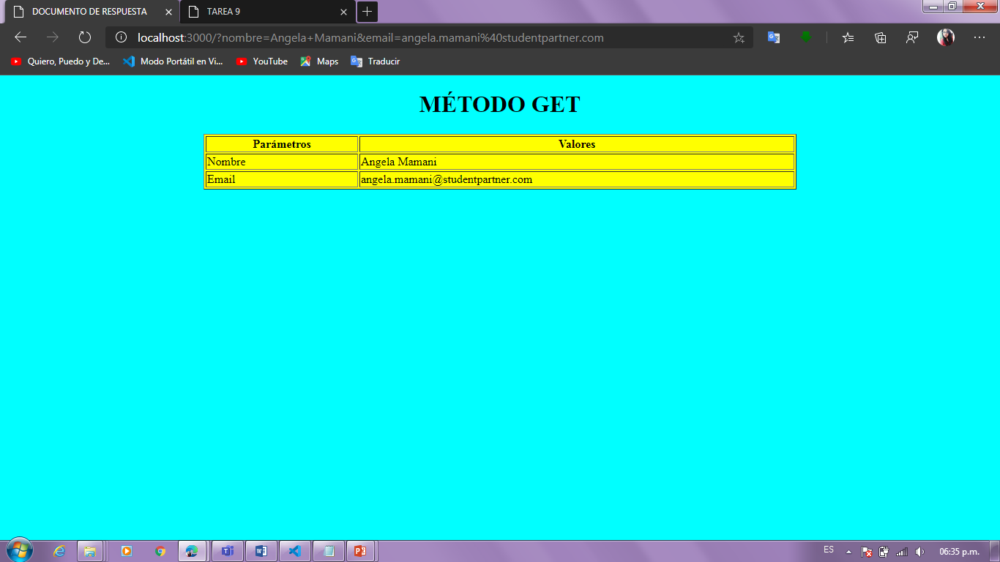 DOCUMENTO DE RESPUESTA
TAREA 9
localhost:3000/?nombre=Angela+Mamani&email=angela.mamani%40studentpartner.com
Quiero, Puedo y De...
Modo Portátil en Vi...
YouTube
Maps
Traducir
MÉTODO GET
Parámetros Valores
Nombre Angela Mamani
Email angela.mamani@studentpartner.com
ES
06:35 p.m.